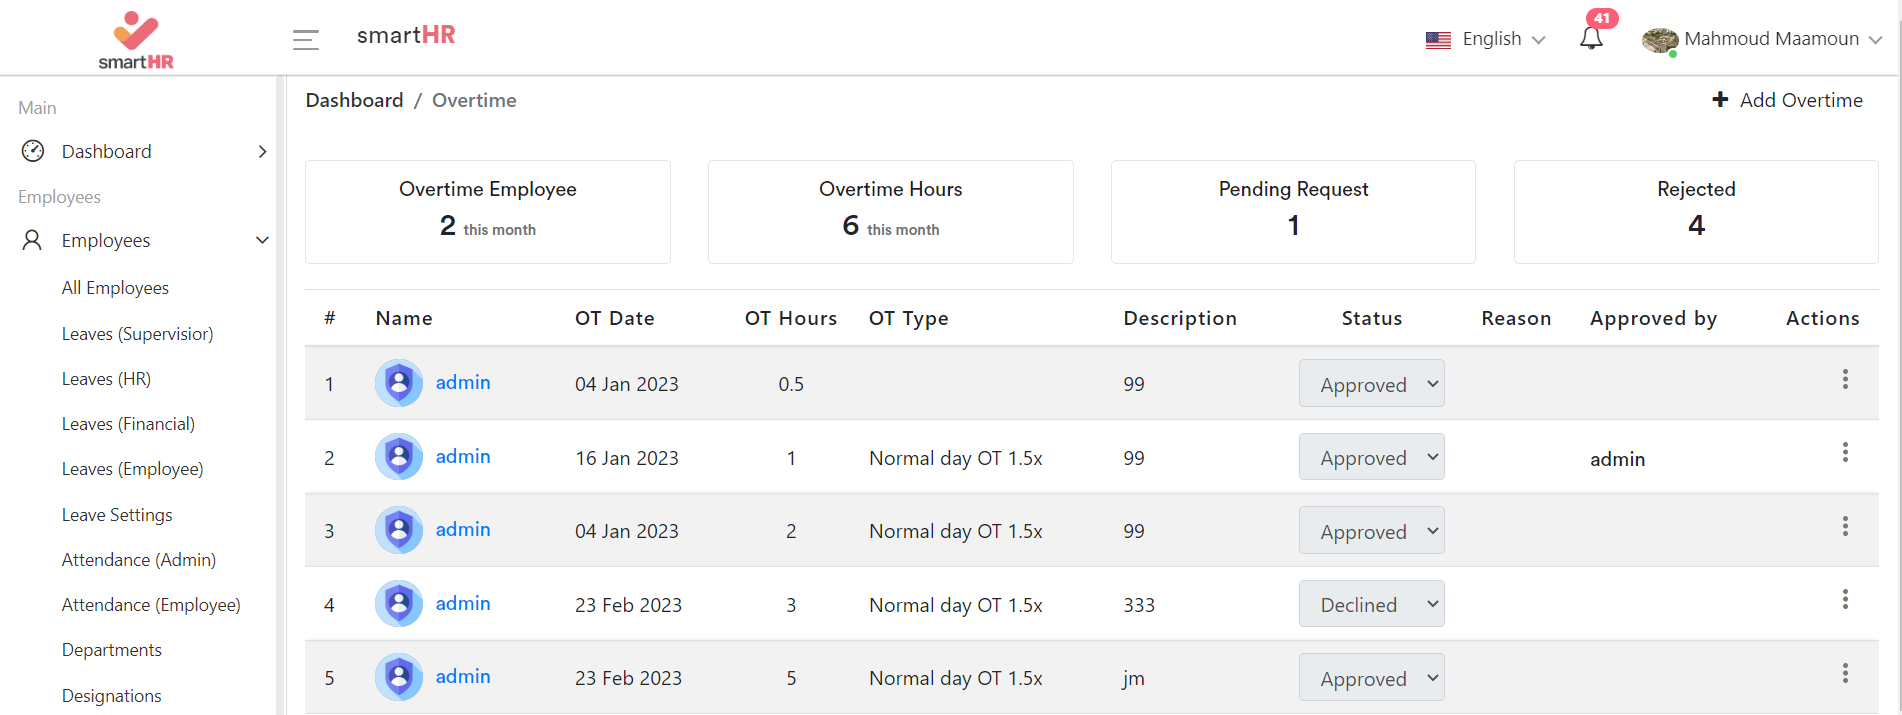 smartHR
smartHR
English
41
Mahmoud Maamoun
Main
Dashboard
Employees
Employees
All Employees
Leaves (Supervisior)
Leaves (HR)
Leaves (Financial)
Leaves (Employee)
Leave Settings
Attendance (Admin)
Attendance (Employee)
Departments
Designations
Dashboard / Overtime
Add Overtime
Overtime Employee
2 this month
Overtime Hours
6 this month
Pending Request
1
Rejected
4
# Name OT Date OT Hours OT Type Description Status Reason Approved by Actions
1 admin 04 Jan 2023 0.5 99 Approved
2 admin 16 Jan 2023 1 Normal day OT 1.5x 99 Approved admin
3 admin 04 Jan 2023 2 Normal day OT 1.5x 99 Approved
4 admin 23 Feb 2023 3 Normal day OT 1.5x 333 Declined
5 admin 23 Feb 2023 5 Normal day OT 1.5x jm Approved